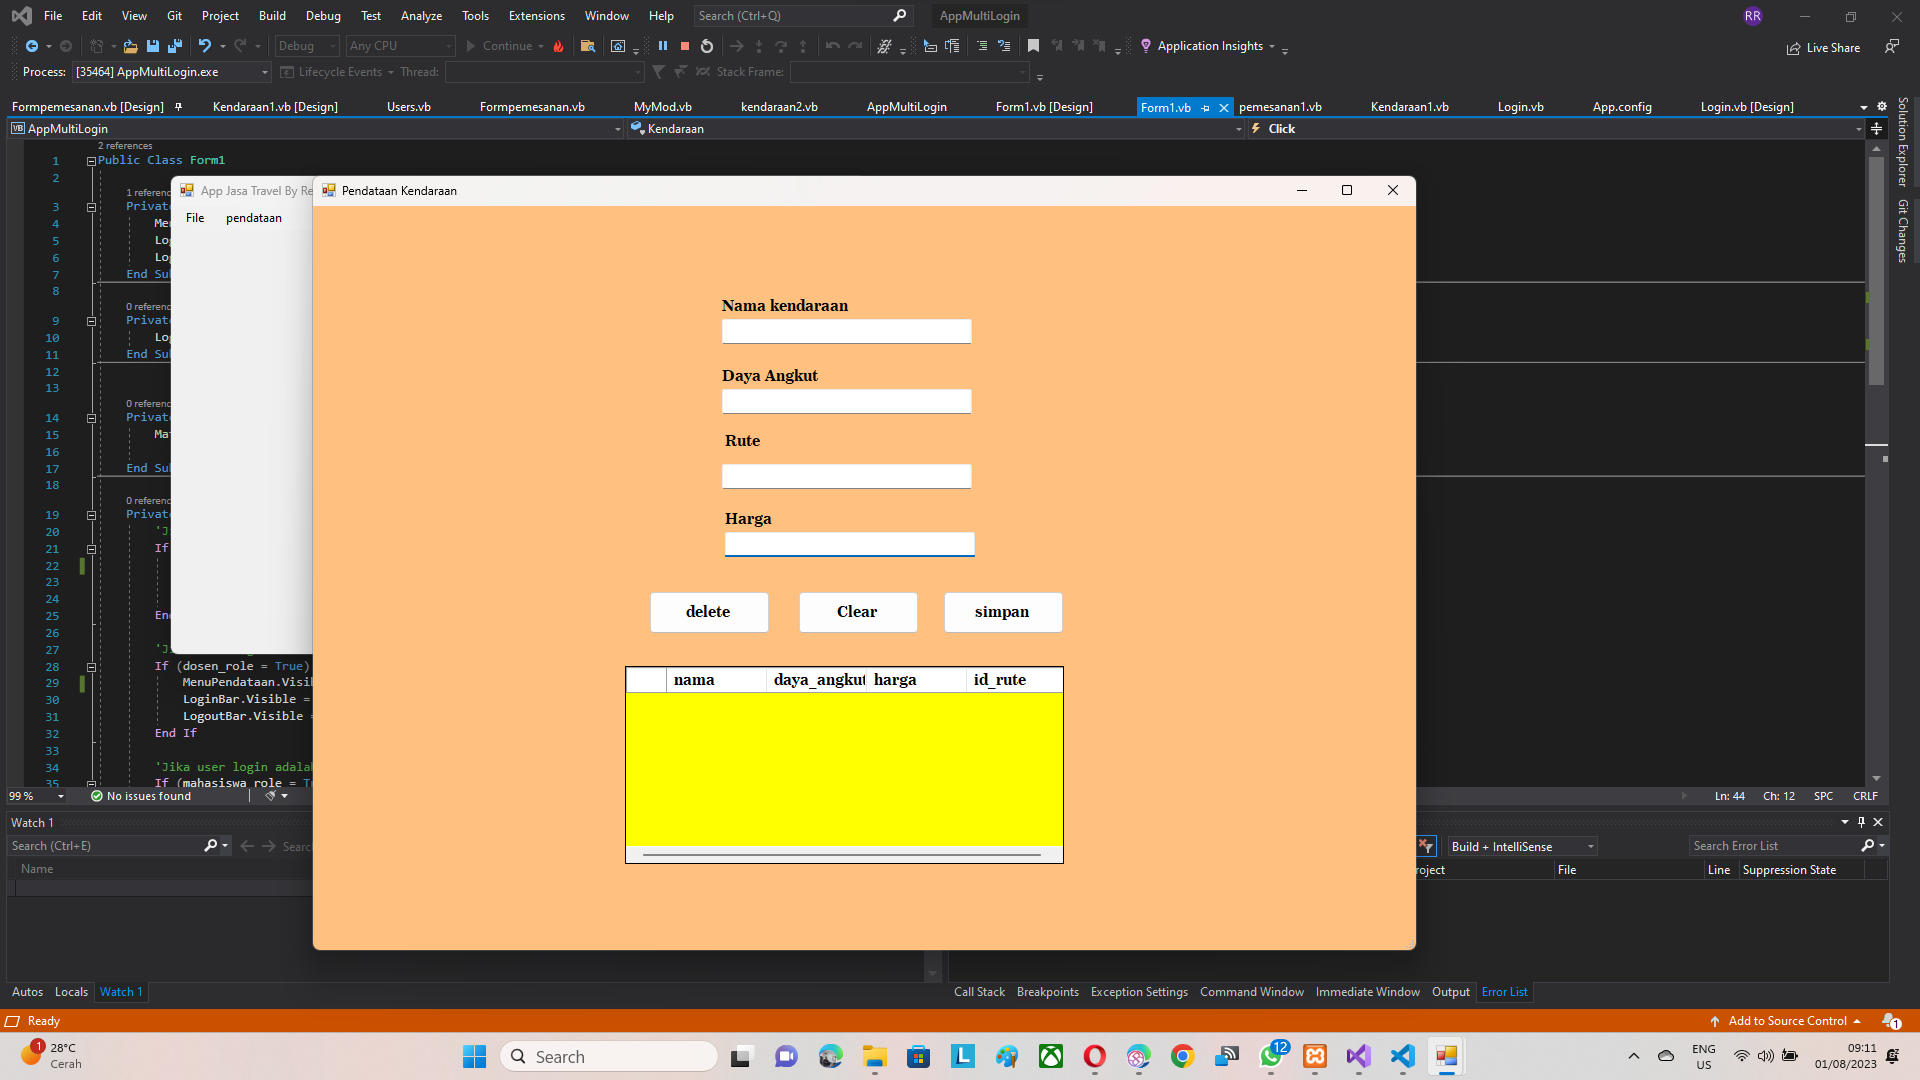 File Edit View Git Project Build Debug Test Analyze Tools Extensions Window Help Search (Ctrl+Q) AppMultiLogin RR
Debug Any CPU Continue Application Insights Live Share
Process: [35464] AppMultiLogin.exe Lifecycle Events Thread: Stack Frame:
Formpemesanan.vb [Design] Kendaraan1.vb [Design] Users.vb Formpemesanan.vb MyMod.vb kendaraan2.vb AppMultiLogin Form1.vb [Design] Form1.vb pemesanan1.vb Kendaraan1.vb Login.vb App.config Login.vb [Design]
VB AppMultiLogin Kendaraan Click
Solution Explorer
Git Changes
2 references
1 Public Class Form1
2
1 referenc
3 Privat
4 Me
5 Lo
6 Lo
7 End Su
8
0 referenc
9 Privat
10 Lo
11 End Su
12
13
0 referenc
14 Privat
15 Ma
16
17 End Su
18
0 referenc
19 Privat
20 'J
21 If
22
23
24
25 En
26
27 'J
28 If (dosen_role = True)
29 MenuPendataan.Visib
30 LoginBar.Visible =
31 LogoutBar.Visible =
32 End If
33
34 'Jika user login adala
35 If (mahasiswa_role = T
App Jasa Travel By Re
File pendataan
Pendataan Kendaraan
Nama kendaraan
Daya Angkut
Rute
Harga
delete Clear simpan
nama daya_angkut harga id_rute
99 % No issues found Ln: 44 Ch: 12 SPC CRLF
Watch 1
Search (Ctrl+E) Searc
Name
Build + IntelliSense Search Error List
roject File Line Suppression State
Autos Locals Watch 1
Call Stack Breakpoints Exception Settings Command Window Immediate Window Output Error List
Ready Add to Source Control 1
1 28°C
Cerah
Search
L
12
ENG
US
09:11
01/08/2023